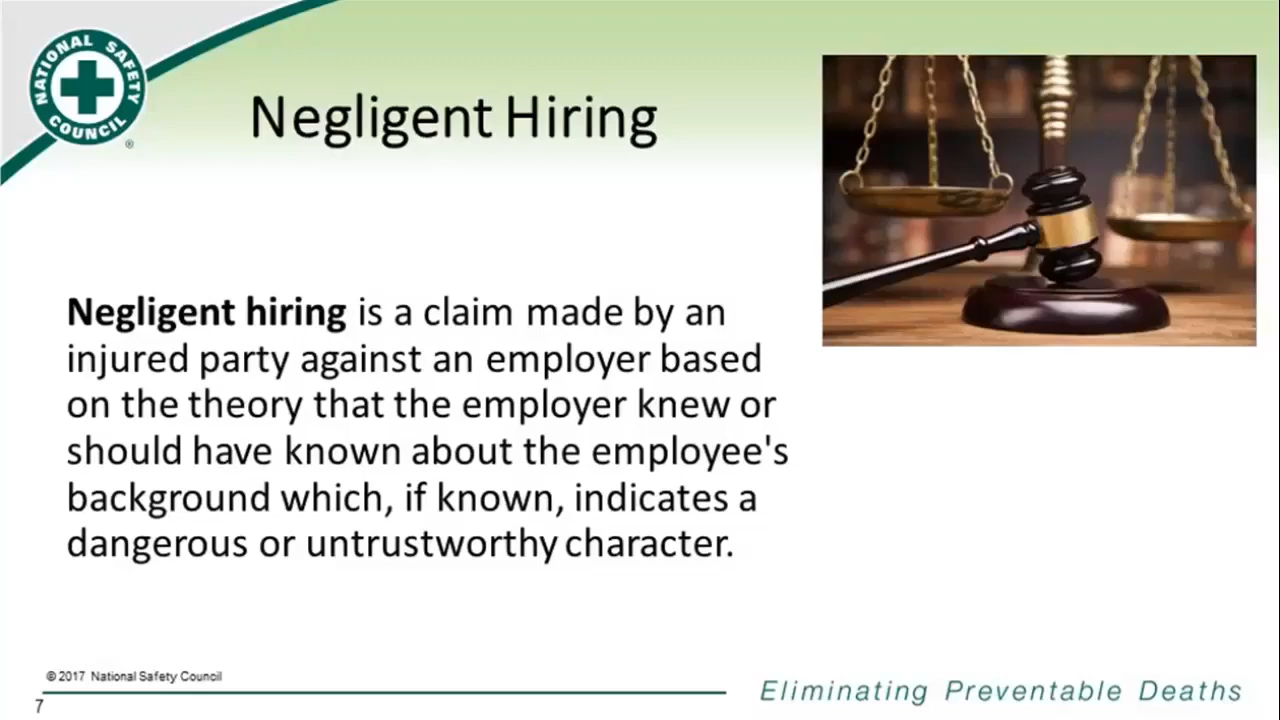 NATIONAL SAFETY COUNCIL
®
Negligent Hiring
Negligent hiring is a claim made by an
injured party against an employer based
on the theory that the employer knew or
should have known about the employee's
background which, if known, indicates a
dangerous or untrustworthy character.
© 2017 National Safety Council
7
Eliminating Preventable Deaths